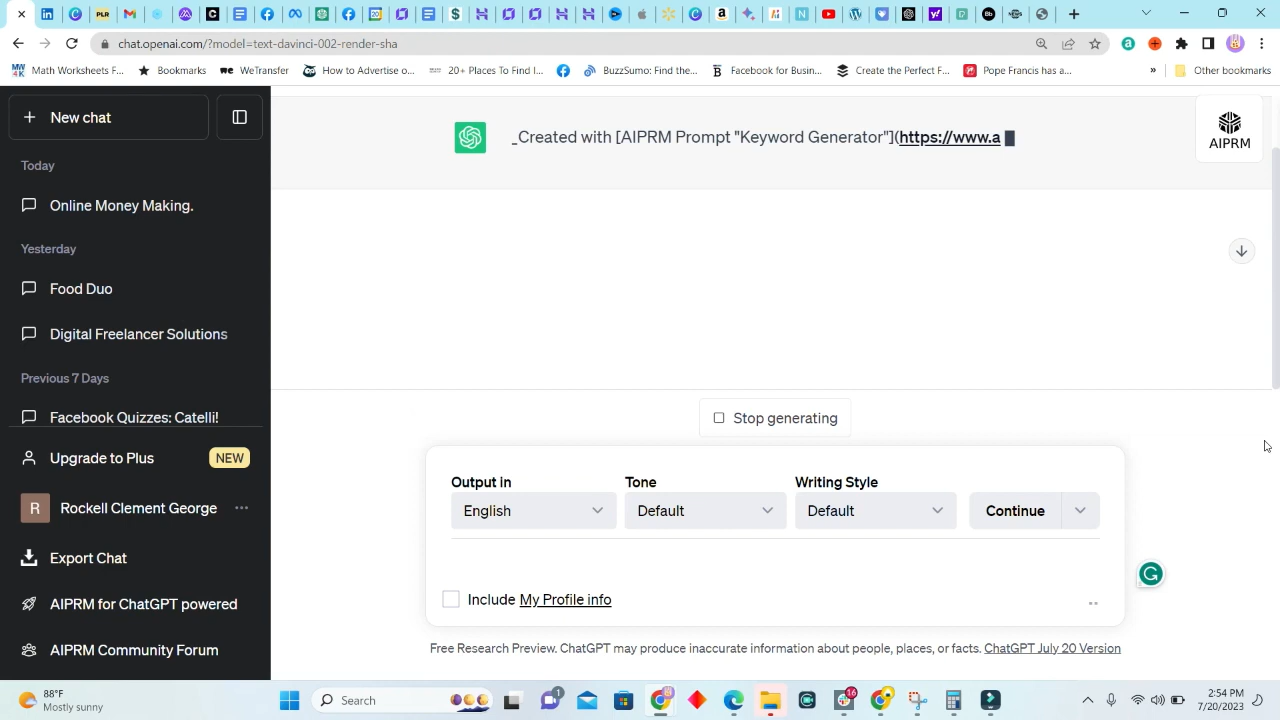 chat.openai.com/?model=text-davinci-002-render-sha
Math Worksheets F...
Bookmarks
WeTransfer
How to Advertise o...
20+ Places To Find I...
BuzzSumo: Find the...
Facebook for Busin...
Create the Perfect F...
Pope Francis has a...
»
Other bookmarks
New chat
Today
Online Money Making.
Yesterday
Food Duo
Digital Freelancer Solutions
Previous 7 Days
Facebook Quizzes: Catelli!
Upgrade to Plus NEW
R Rockell Clement George
Export Chat
AIPRM for ChatGPT powered
AIPRM Community Forum
_Created with [AIPRM Prompt "Keyword Generator"](https://www.a
AIPRM
Stop generating
Output in Tone Writing Style
English Default Default Continue
Include My Profile info
Free Research Preview. ChatGPT may produce inaccurate information about people, places, or facts. ChatGPT July 20 Version
88°F
Mostly sunny
Search
1
16
2:54 PM
7/20/2023